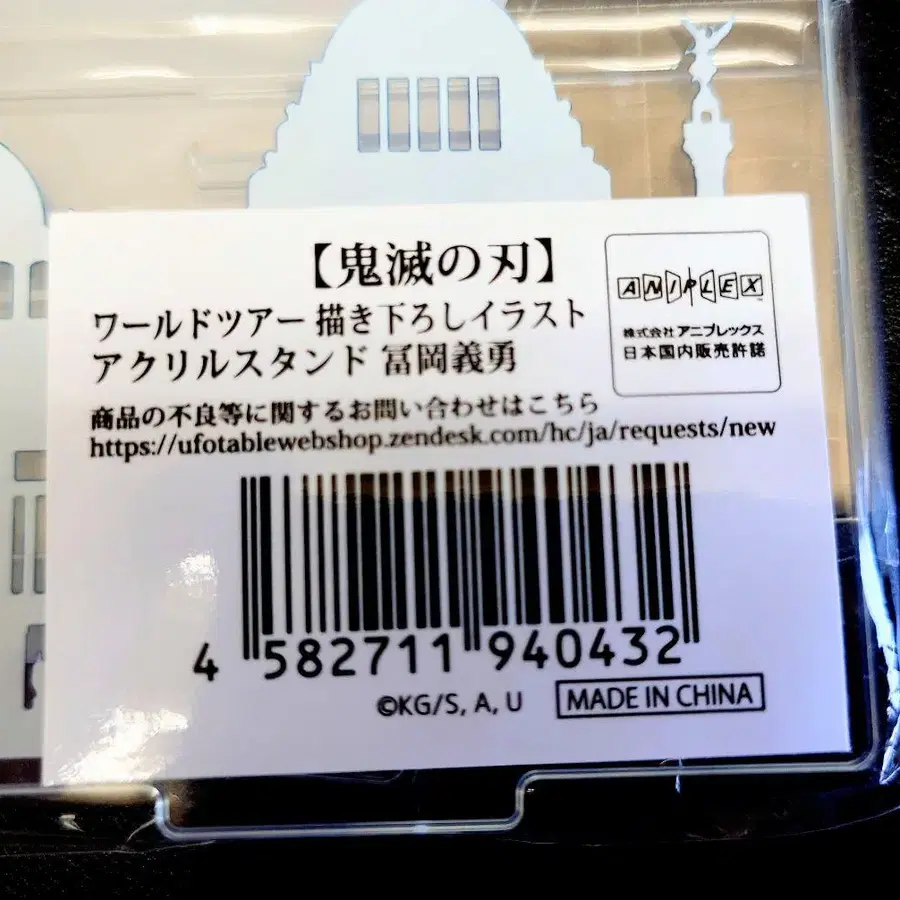 【鬼滅の刃】
ワールドツアー 描き下ろしイラスト
アクリルスタンド 冨岡義勇
ANIPLEX
株式会社 アニプレックス
日本国内販売許諾
商品の不良等に関するお問い合わせはこちら
https://ufotablewebshop.zendesk.com/hc/ja/requests/new
4 582711 940432
©KG/S, A, U
MADE IN CHINA